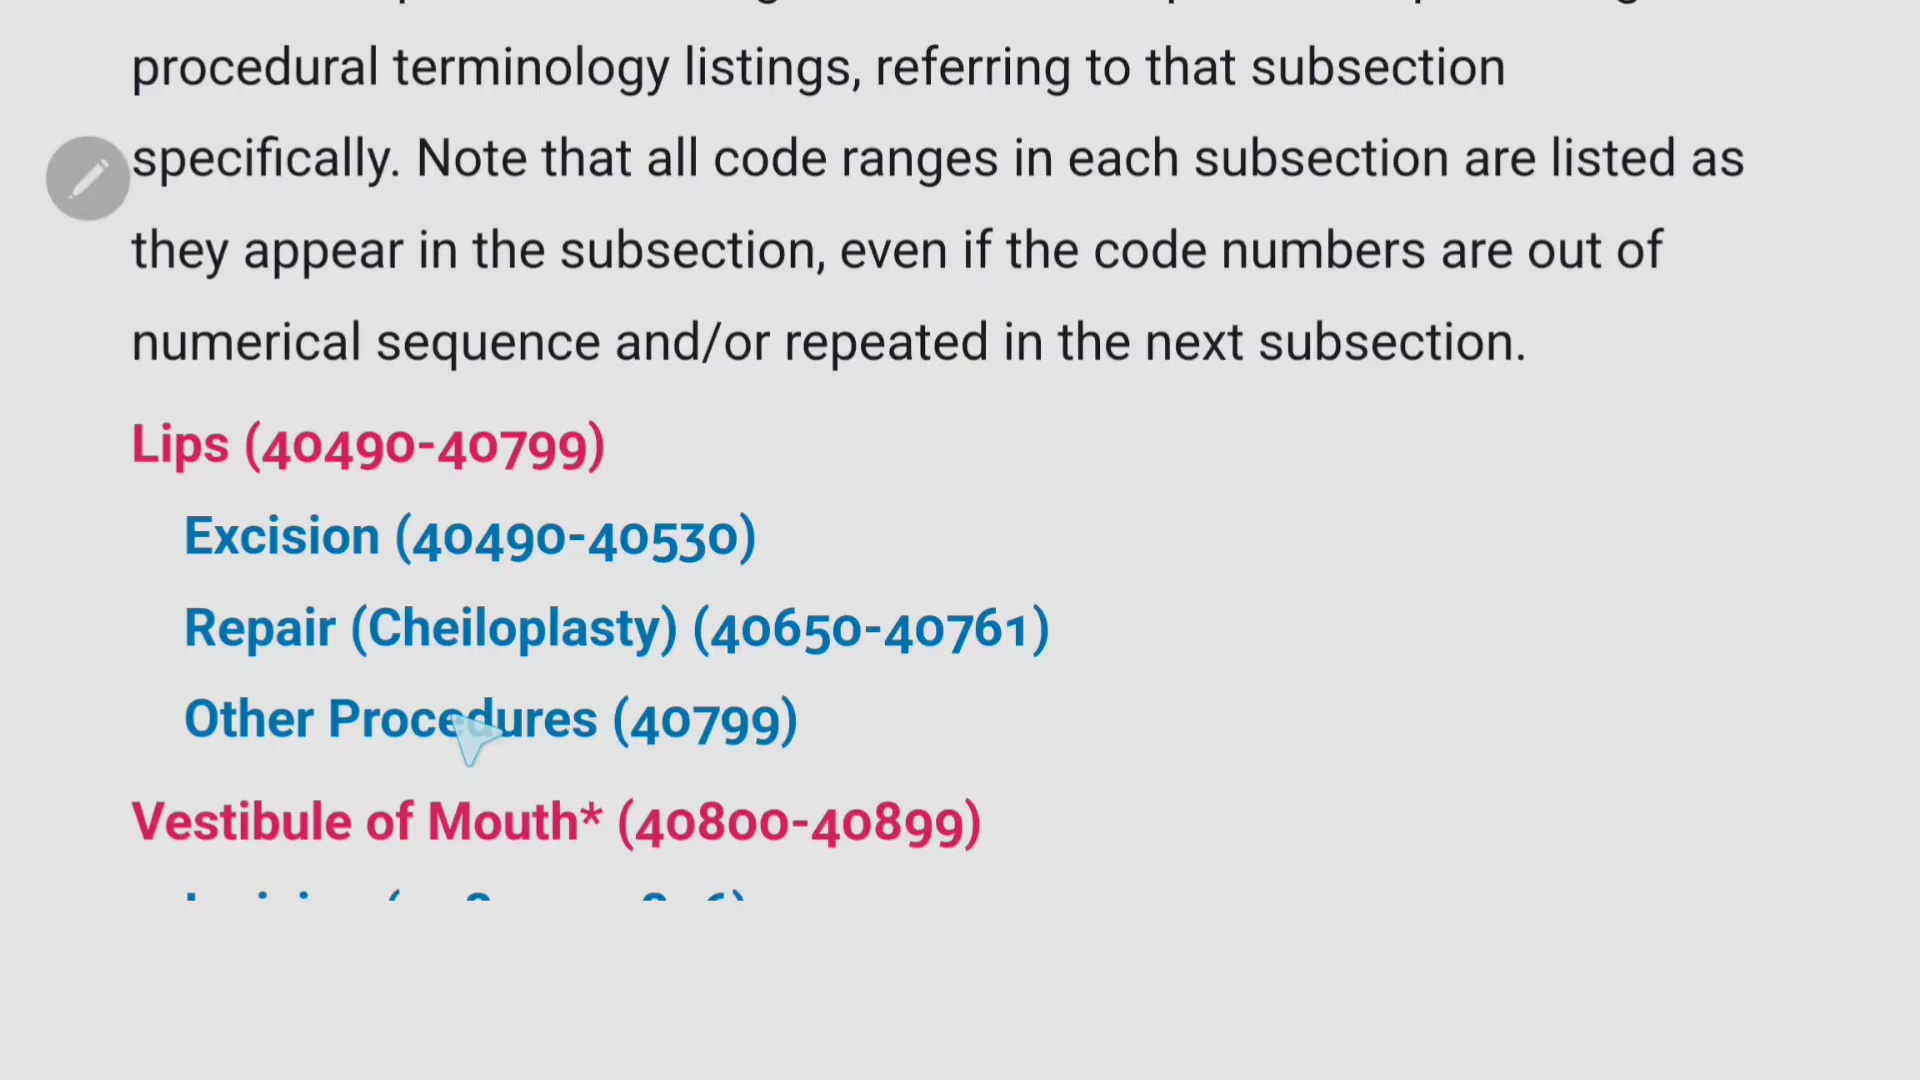 procedural terminology listings, referring to that subsection
specifically. Note that all code ranges in each subsection are listed as
they appear in the subsection, even if the code numbers are out of
numerical sequence and/or repeated in the next subsection.
Lips (40490-40799)
Excision (40490-40530)
Repair (Cheiloplasty) (40650-40761)
Other Procedures (40799)
Vestibule of Mouth* (40800-40899)